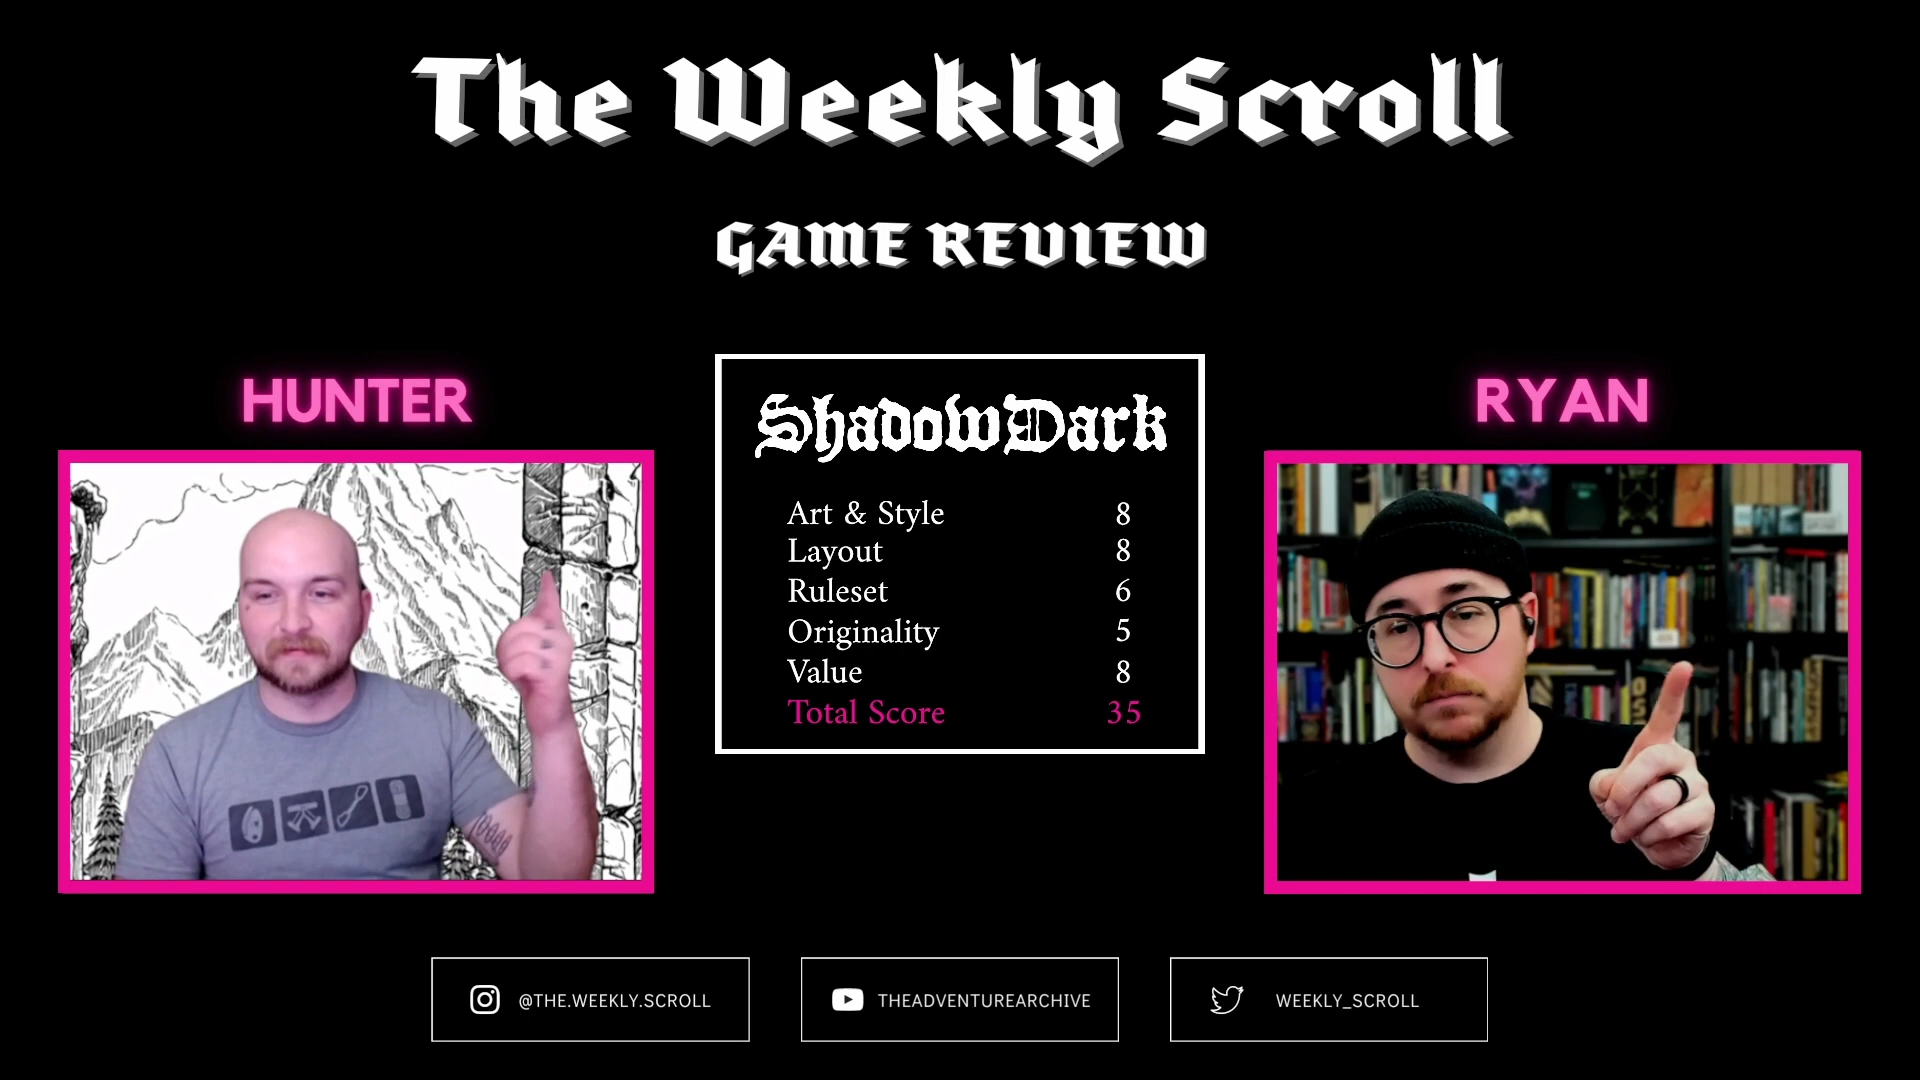 The Weekly Scroll
GAME REVIEW
HUNTER
RYAN
ShadowDark
Art & Style 8
Layout 8
Ruleset 6
Originality 5
Value 8
Total Score 35
@THE.WEEKLY.SCROLL
THEADVENTUREARCHIVE
WEEKLY_SCROLL